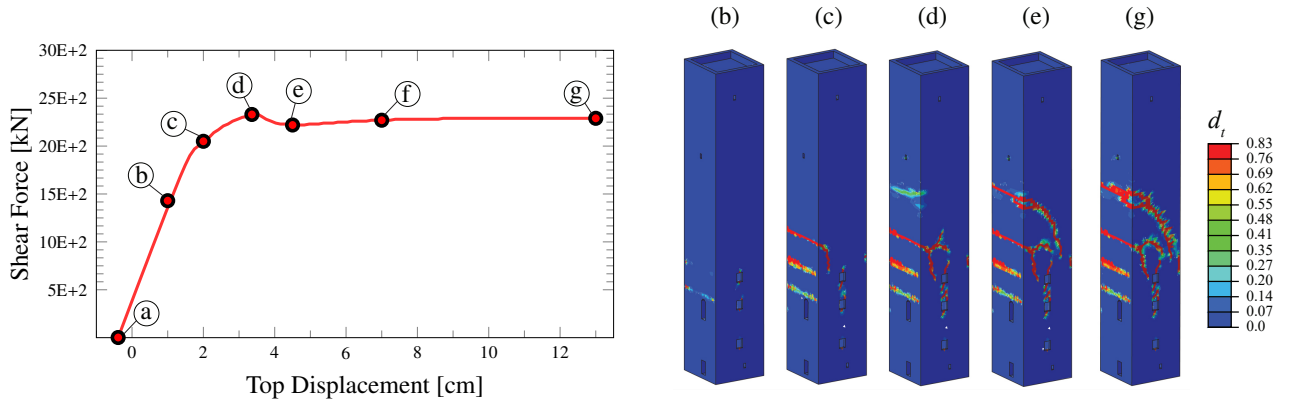 (b) (c) (d) (e) (g)
30E+2
25E+2
20E+2
15E+2
10E+2
5E+2
Shear Force [kN]
a
b
c
d
e
f
g
0 2 4 6 8 10 12
Top Displacement [cm]
d_t
0.83
0.76
0.69
0.62
0.55
0.48
0.41
0.35
0.27
0.20
0.14
0.07
0.0